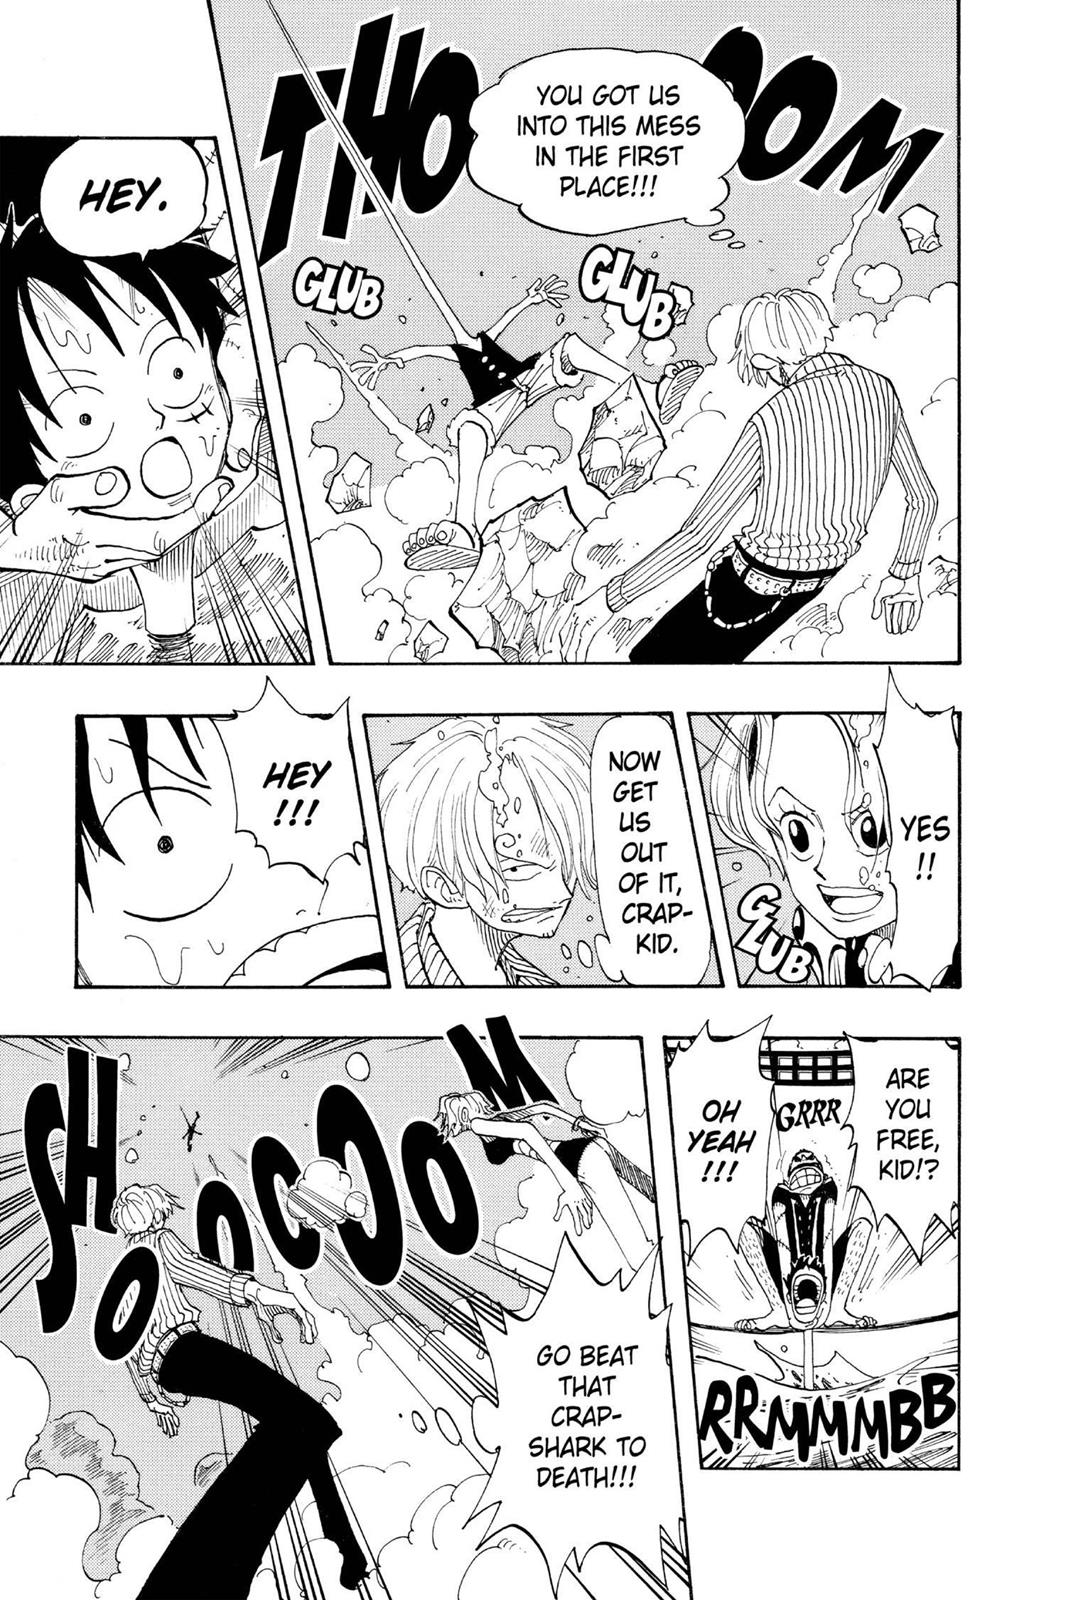 THO
OOM
YOU GOT US
INTO THIS MESS
IN THE FIRST
PLACE!!!
GLUB
GLUB
HEY.
YES
!!
GLUB
NOW
GET
US
OUT
OF IT,
CRAP-
KID.
HEY
!!!
ARE
YOU
FREE,
KID!?
GRRR
OH
YEAH
!!!
RRMMMBB
SHOOOOOM
GO BEAT
THAT
CRAP-
SHARK TO
DEATH!!!